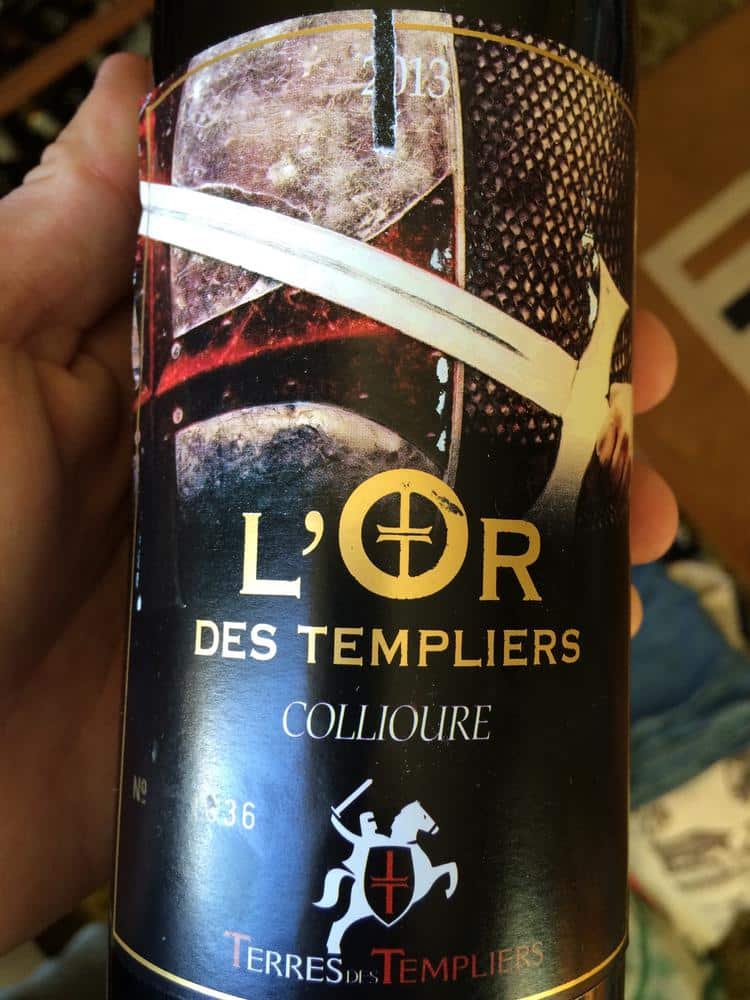 2013
L'OR
DES TEMPLIERS
COLLIOURE
Nº
TERRES DES TEMPLIERS